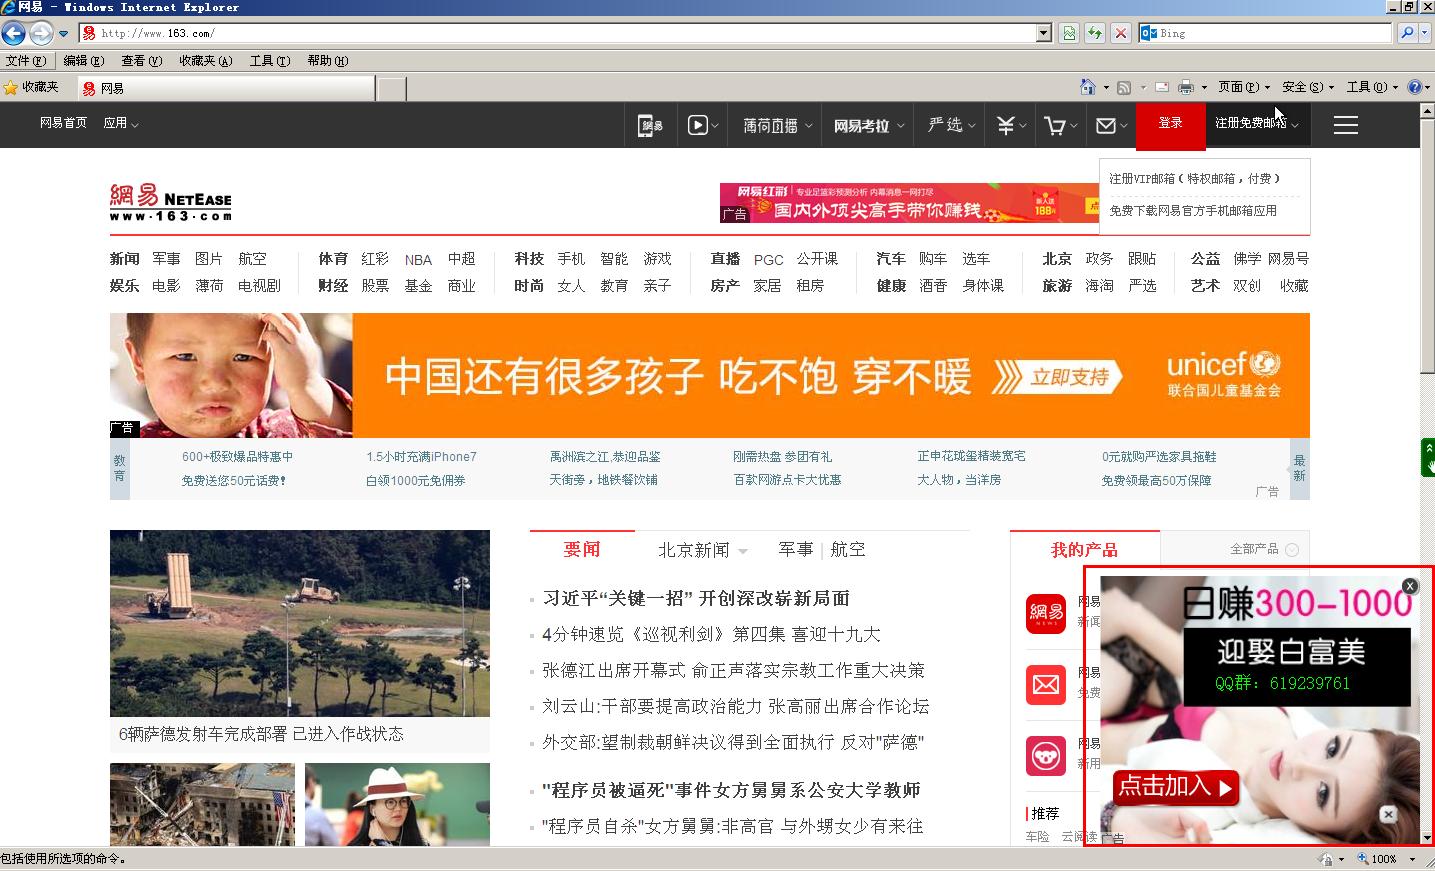 网易 - Windows Internet Explorer
http://www.163.com/
Bing
文件(F) 编辑(E) 查看(V) 收藏夹(A) 工具(T) 帮助(H)
收藏夹 网易 页面(P) 安全(S) 工具(O)
网易首页 应用 網易 薄荷直播 网易考拉 严选 登录 注册免费邮箱
注册VIP邮箱（特权邮箱，付费）
免费下载网易官方手机邮箱应用
網易 NETEASE
www.163.com
网易红彩 专业足篮彩预测分析 内幕消息一网打尽
国内外顶尖高手带你赚钱
新人送
188元
点
广告
新闻 军事 图片 航空 体育 红彩 NBA 中超 科技 手机 智能 游戏 直播 PGC 公开课 汽车 购车 选车 北京 政务 跟贴 公益 佛学 网易号
娱乐 电影 薄荷 电视剧 财经 股票 基金 商业 时尚 女人 教育 亲子 房产 家居 租房 健康 酒香 身体课 旅游 海淘 严选 艺术 双创 收藏
中国还有很多孩子 吃不饱 穿不暖 立即支持
unicef
联合国儿童基金会
广告
教育
600+极致爆品特惠中 1.5小时充满iPhone7 禹洲滨之江,恭迎品鉴 刚需热盘 参团有礼 正申花珑玺精装宽宅 0元就购严选家具拖鞋
免费送您50元话费! 白领1000元免佣券 天街旁，地铁餐饮铺 百款网游点卡大优惠 大人物，当洋房 免费领最高50万保障
最新
广告
6辆萨德发射车完成部署 已进入作战状态
要闻 北京新闻 军事 | 航空
习近平“关键一招” 开创深改崭新局面
4分钟速览《巡视利剑》第四集 喜迎十九大
张德江出席开幕式 俞正声落实宗教工作重大决策
刘云山:干部要提高政治能力 张高丽出席合作论坛
外交部:望制裁朝鲜决议得到全面执行 反对"萨德"
"程序员被逼死"事件女方舅舅系公安大学教师
"程序员自杀"女方舅舅:非高官 与外甥女少有来往
我的产品 全部产品
網易
NEWS
网易
新闻
网易
免费
网易
新用
推荐
车险 云阅读
日赚300-1000
迎娶白富美
QQ群: 619239761
点击加入
广告
包括使用所选项的命令。
100%